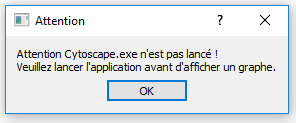 Attention
Attention Cytoscape.exe n'est pas lancé !
Veuillez lancer l'application avant d'afficher un graphe.
OK